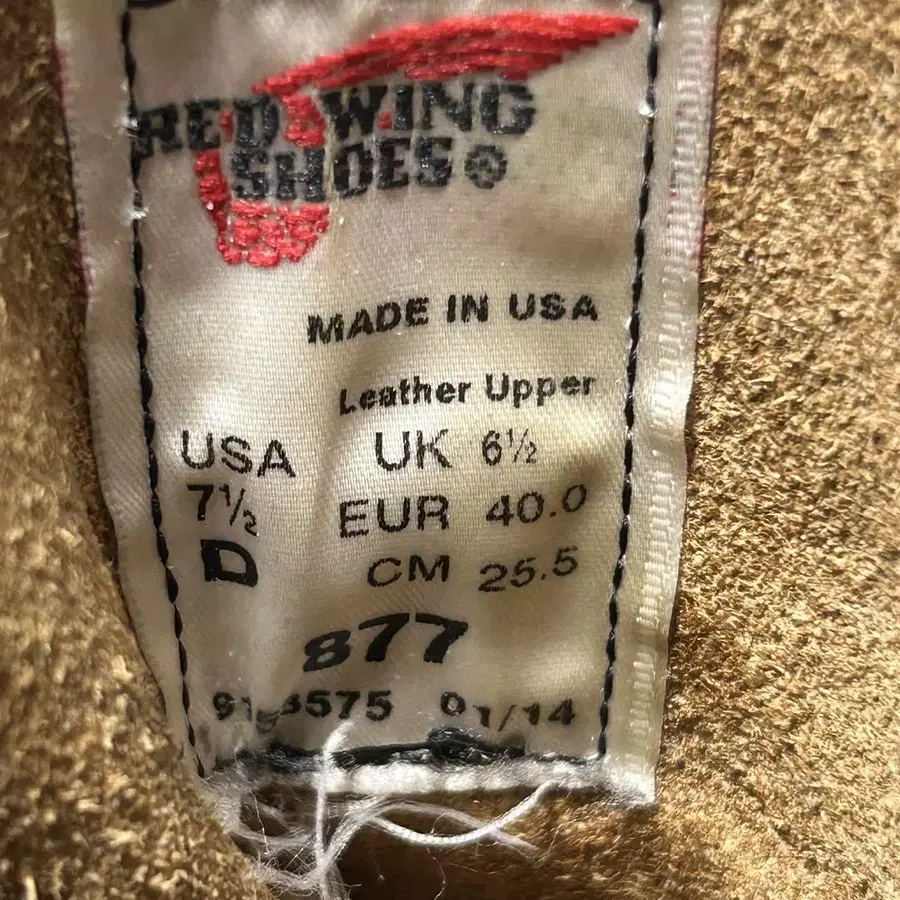 RED WING
SHOES
MADE IN USA
Leather Upper
USA UK 6½
7½ EUR 40.0
D CM 25.5
877
01/14